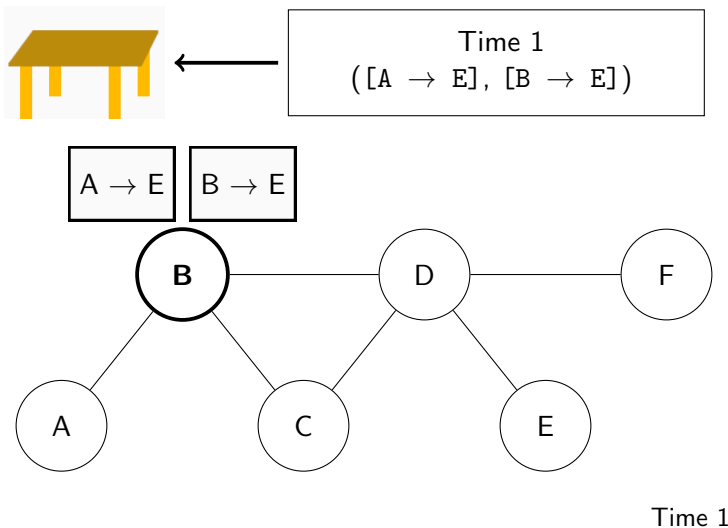 Time 1
([A → E], [B → E])
A → E
B → E
B
D
F
A
C
E
Time 1